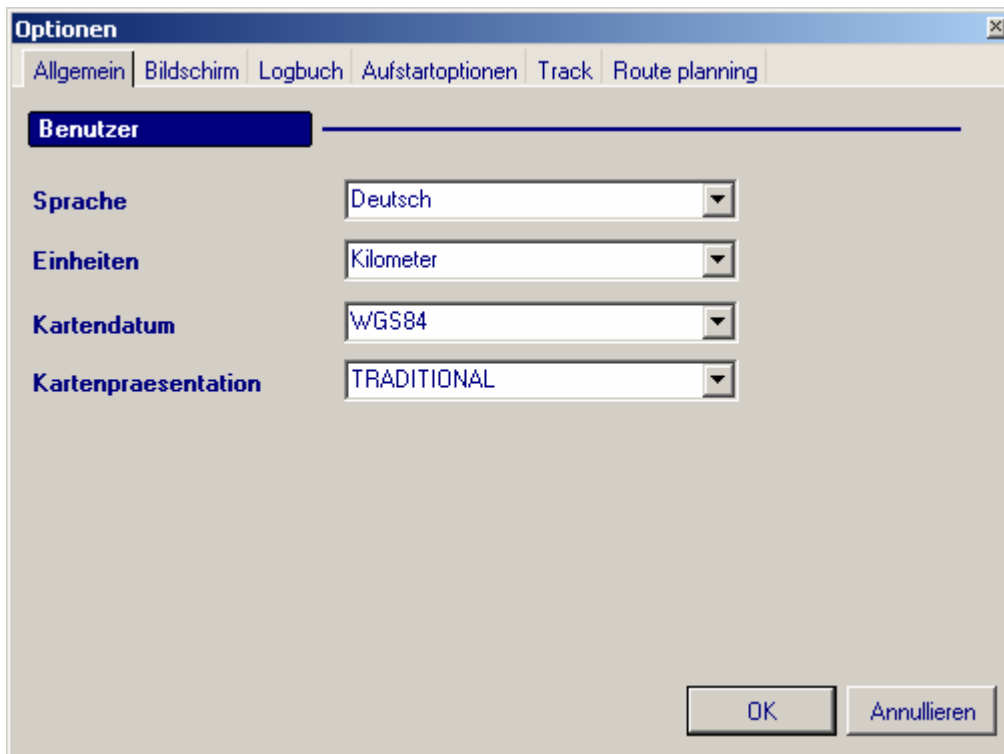 Optionen
Allgemein Bildschirm Logbuch Aufstartoptionen Track Route planning
Benutzer
Sprache Deutsch
Einheiten Kilometer
Kartendatum WGS84
Kartenpraesentation TRADITIONAL
OK Annullieren